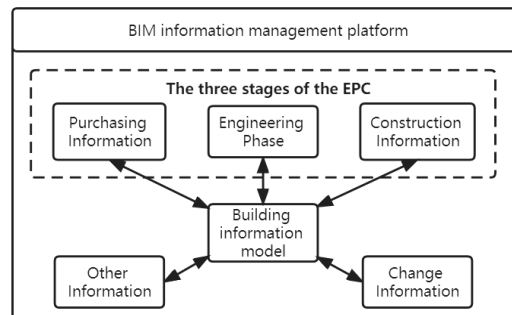 BIM information management platform
The three stages of the EPC
Purchasing
Information
Engineering
Phase
Construction
Information
Building
information
model
Other
Information
Change
Information